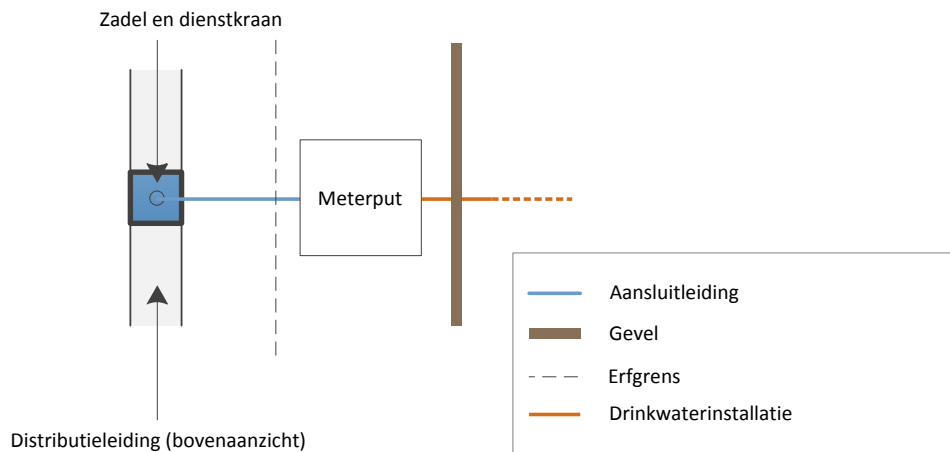 Zadel en dienstkraan
Meterput
Aansluitleiding
Gevel
Erfgrens
Drinkwaterinstallatie
Distributieleiding (bovenaanzicht)